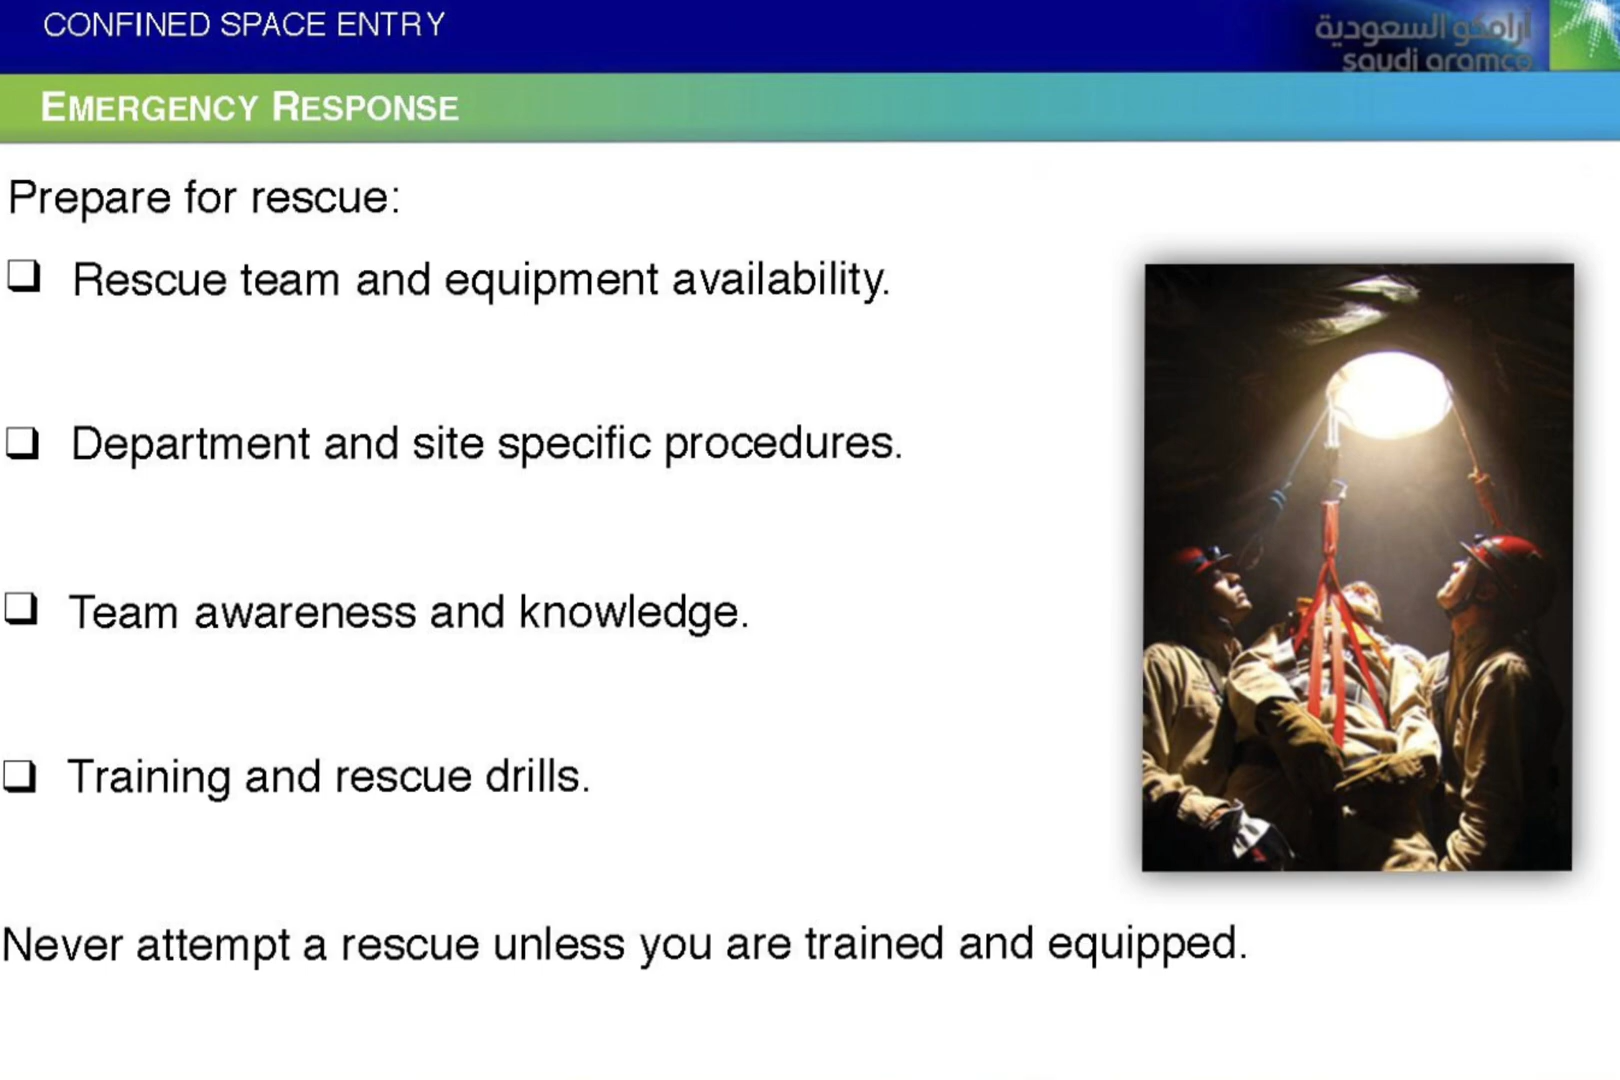 CONFINED SPACE ENTRY
أرامكو السعودية
saudi aramco
EMERGENCY RESPONSE
Prepare for rescue:
Rescue team and equipment availability.
Department and site specific procedures.
Team awareness and knowledge.
Training and rescue drills.
Never attempt a rescue unless you are trained and equipped.